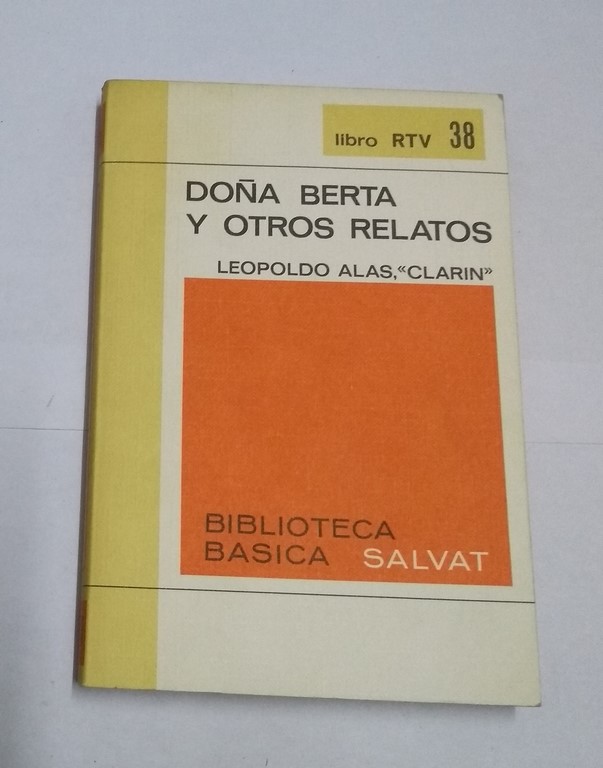 libro RTV 38
DOÑA BERTA
Y OTROS RELATOS
LEOPOLDO ALAS, «CLARIN»
BIBLIOTECA
BASICA SALVAT